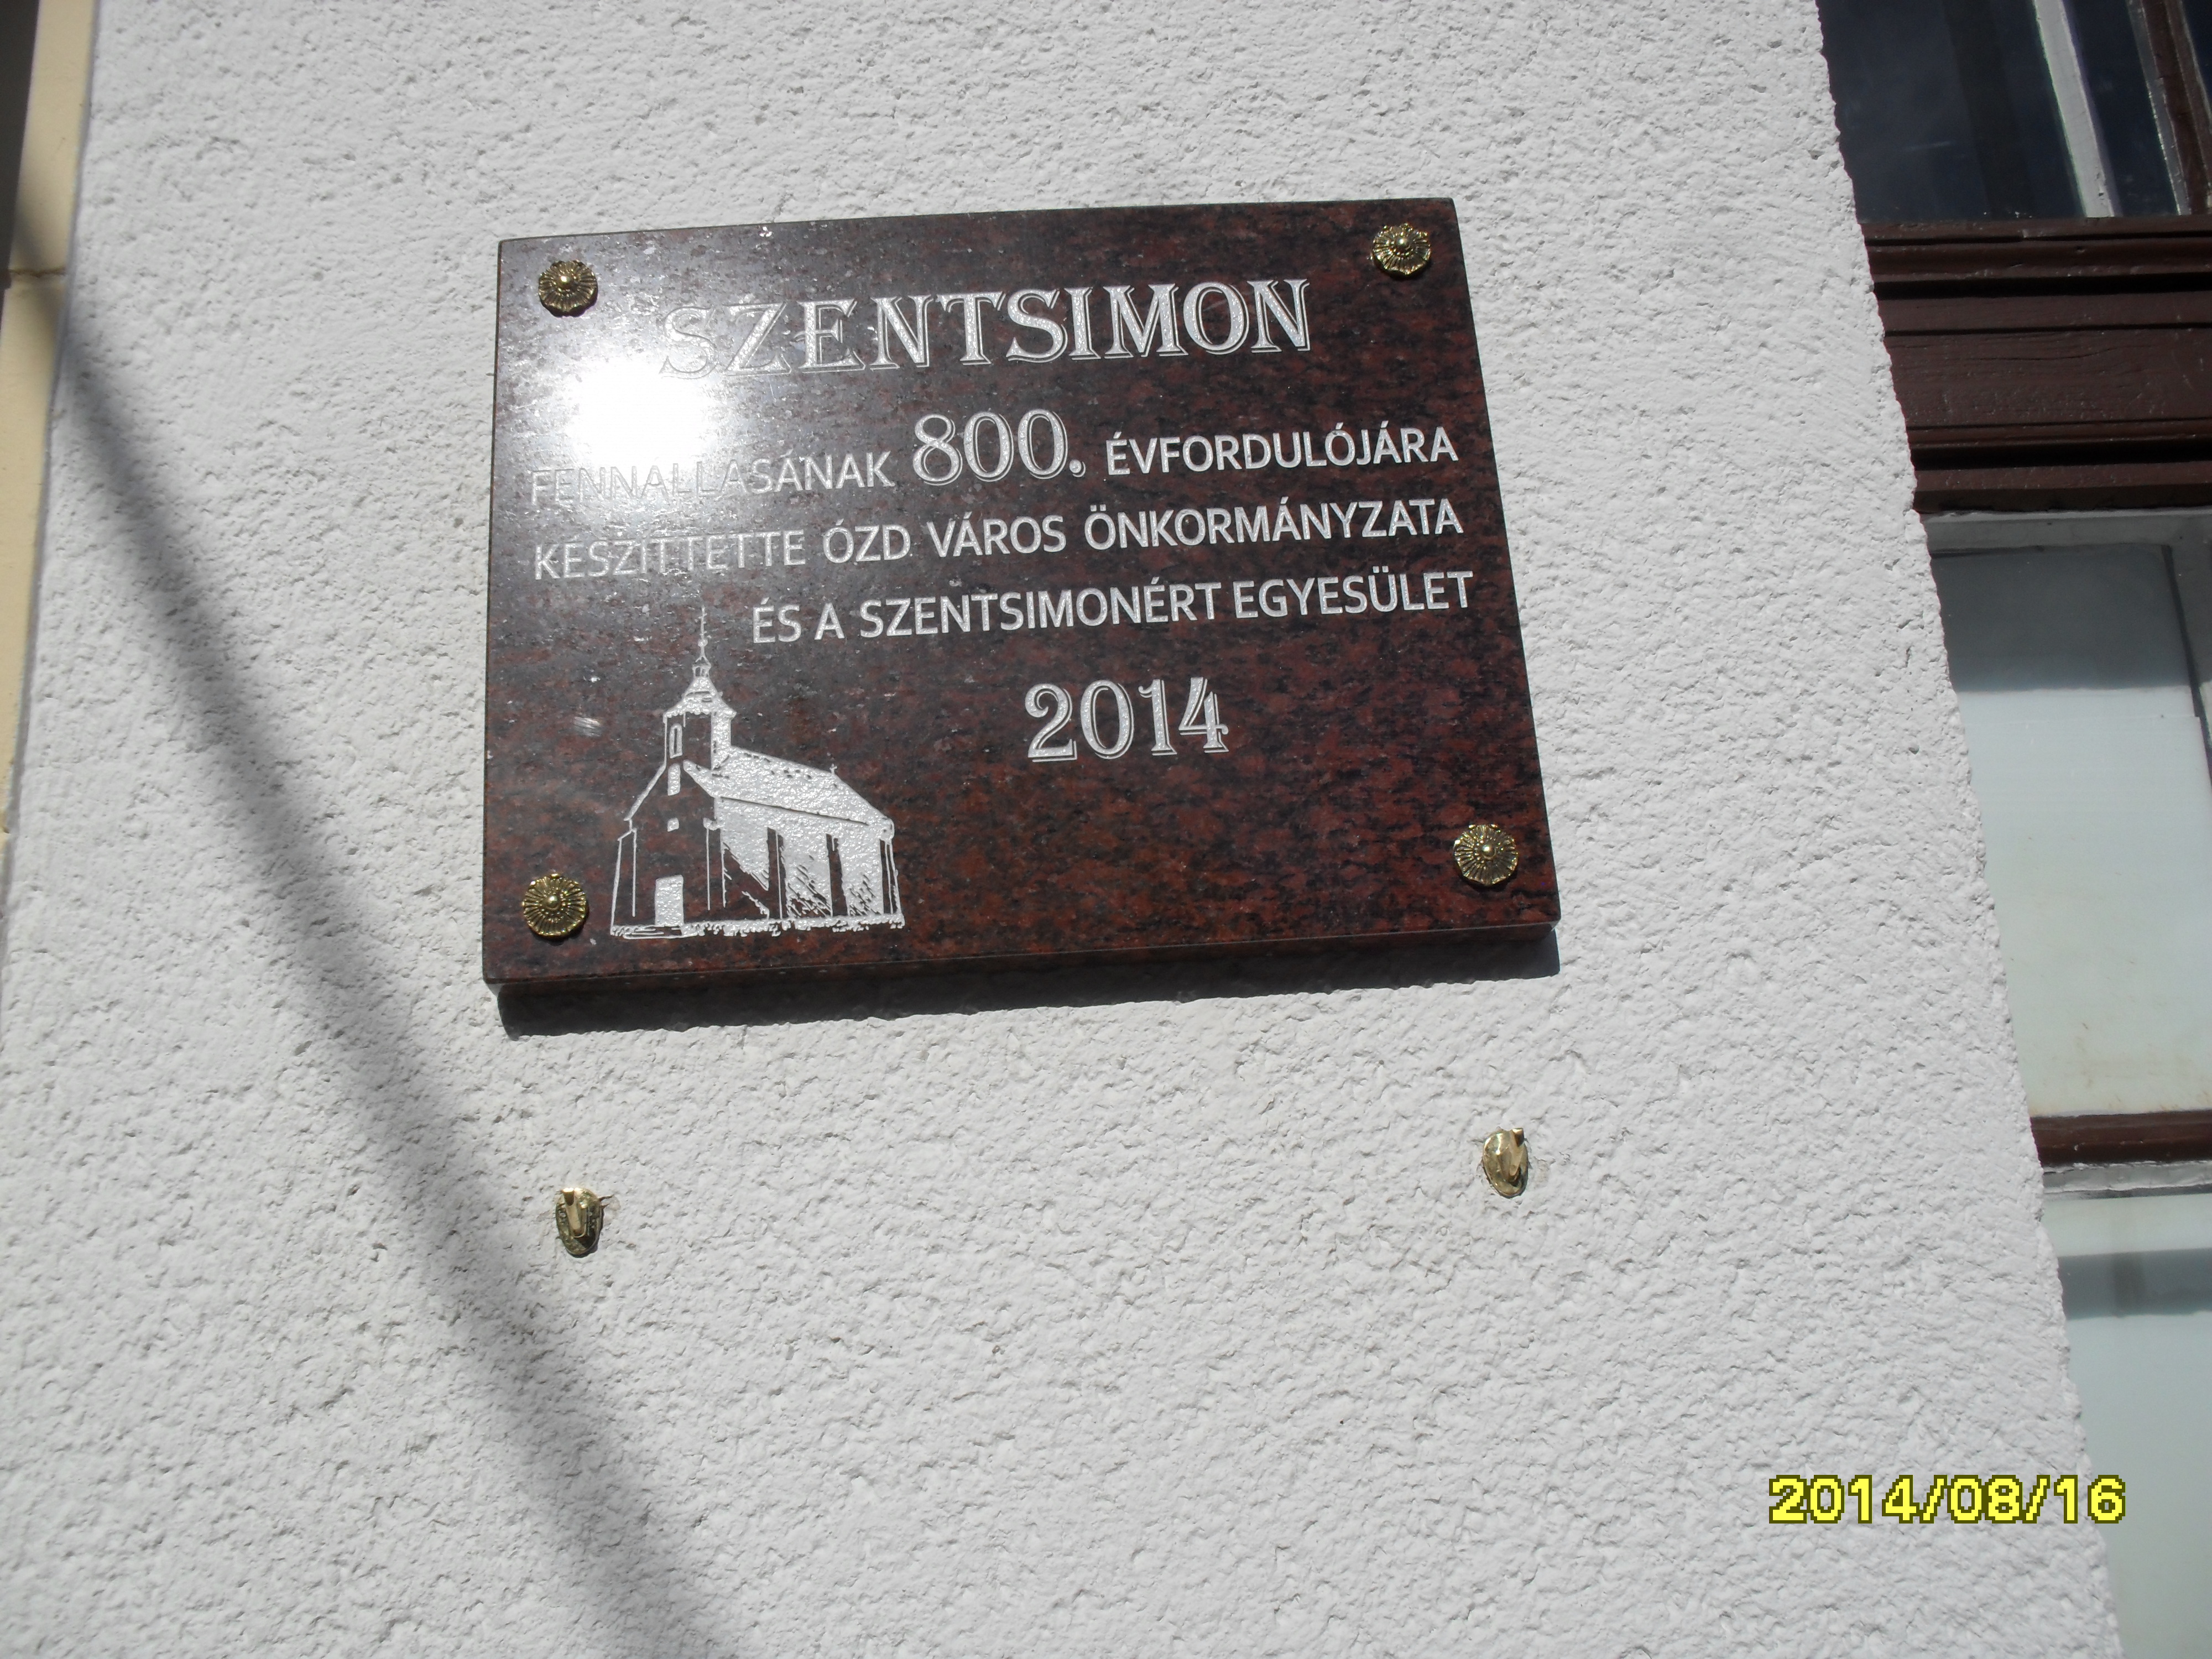 SZENTSIMON
FENNÁLLÁSÁNAK 800. ÉVFORDULÓJÁRA
KÉSZÍTTETTE ÓZD VÁROS ÖNKORMÁNYZATA
ÉS A SZENTSIMONÉRT EGYESÜLET
2014
2014/08/16